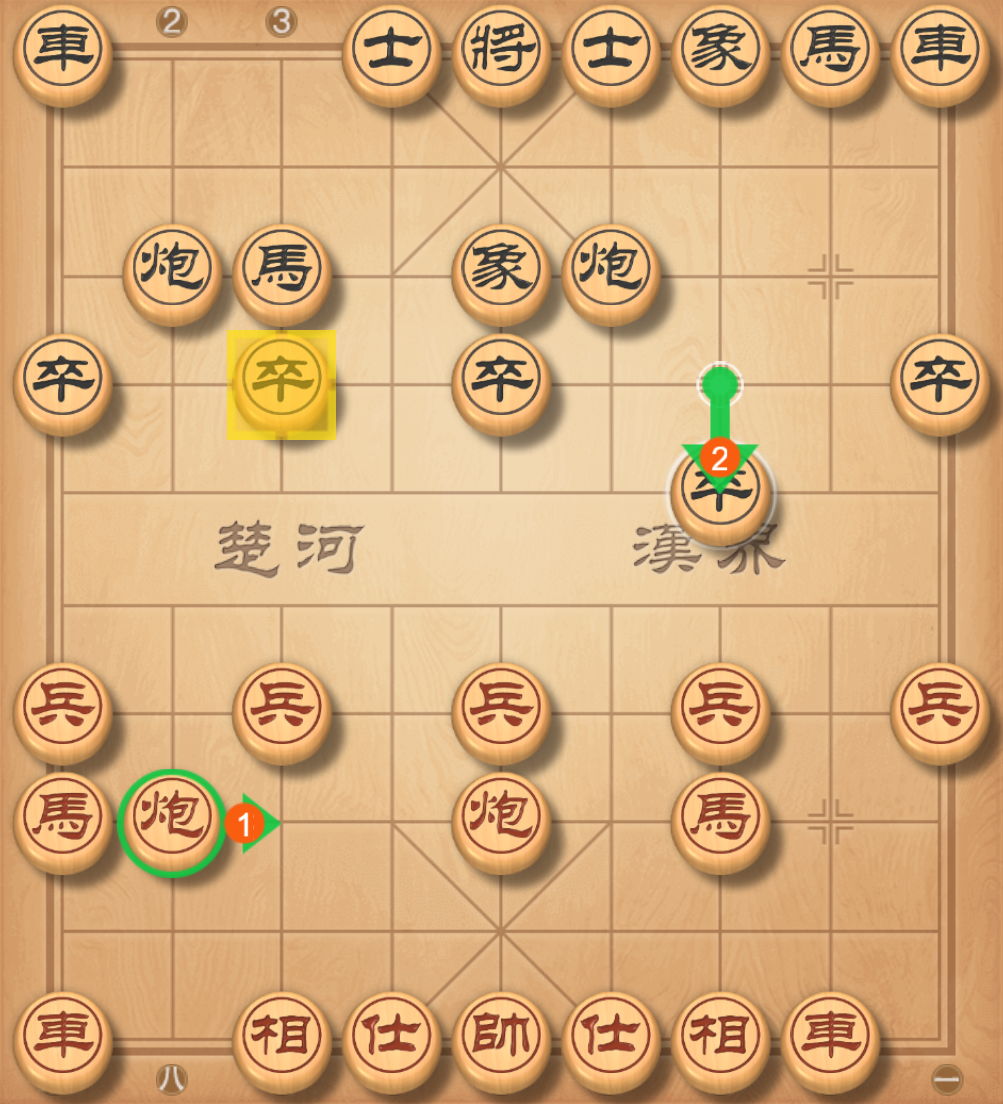 2 3
車 士 將 士 象 馬 車
炮 馬 象 炮
卒 卒 卒 卒
2
卒
楚河 漢界
兵 兵 兵 兵 兵
馬 炮 1 炮 馬
車 相 仕 帥 仕 相 車
八 一